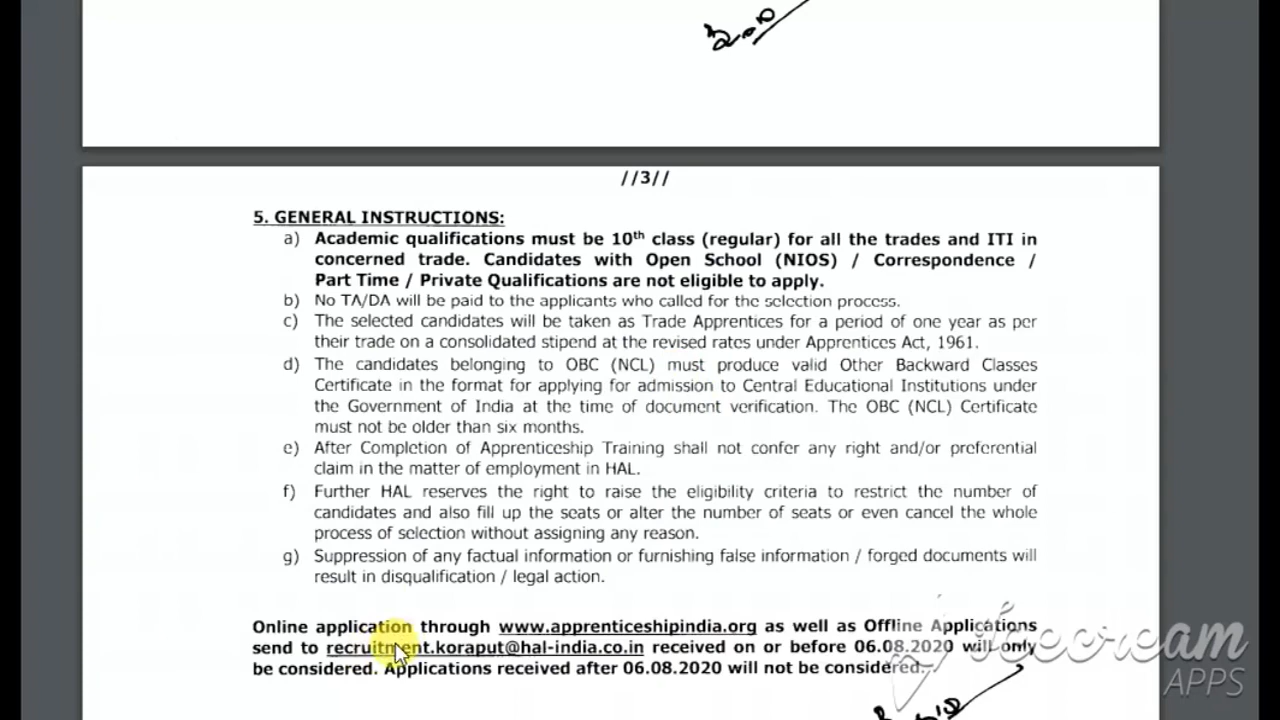 //3//
5. GENERAL INSTRUCTIONS:
a) Academic qualifications must be 10th class (regular) for all the trades and ITI in
concerned trade. Candidates with Open School (NIOS) / Correspondence /
Part Time / Private Qualifications are not eligible to apply.
b) No TA/DA will be paid to the applicants who called for the selection process.
c) The selected candidates will be taken as Trade Apprentices for a period of one year as per
their trade on a consolidated stipend at the revised rates under Apprentices Act, 1961.
d) The candidates belonging to OBC (NCL) must produce valid Other Backward Classes
Certificate in the format for applying for admission to Central Educational Institutions under
the Government of India at the time of document verification. The OBC (NCL) Certificate
must not be older than six months.
e) After Completion of Apprenticeship Training shall not confer any right and/or preferential
claim in the matter of employment in HAL.
f) Further HAL reserves the right to raise the eligibility criteria to restrict the number of
candidates and also fill up the seats or alter the number of seats or even cancel the whole
process of selection without assigning any reason.
g) Suppression of any factual information or furnishing false information / forged documents will
result in disqualification / legal action.
Online application through www.apprenticeshipindia.org as well as Offline Applications
send to recruitment.koraput@hal-india.co.in received on or before 06.08.2020 will only
be considered. Applications received after 06.08.2020 will not be considered.
Icecream
APPS